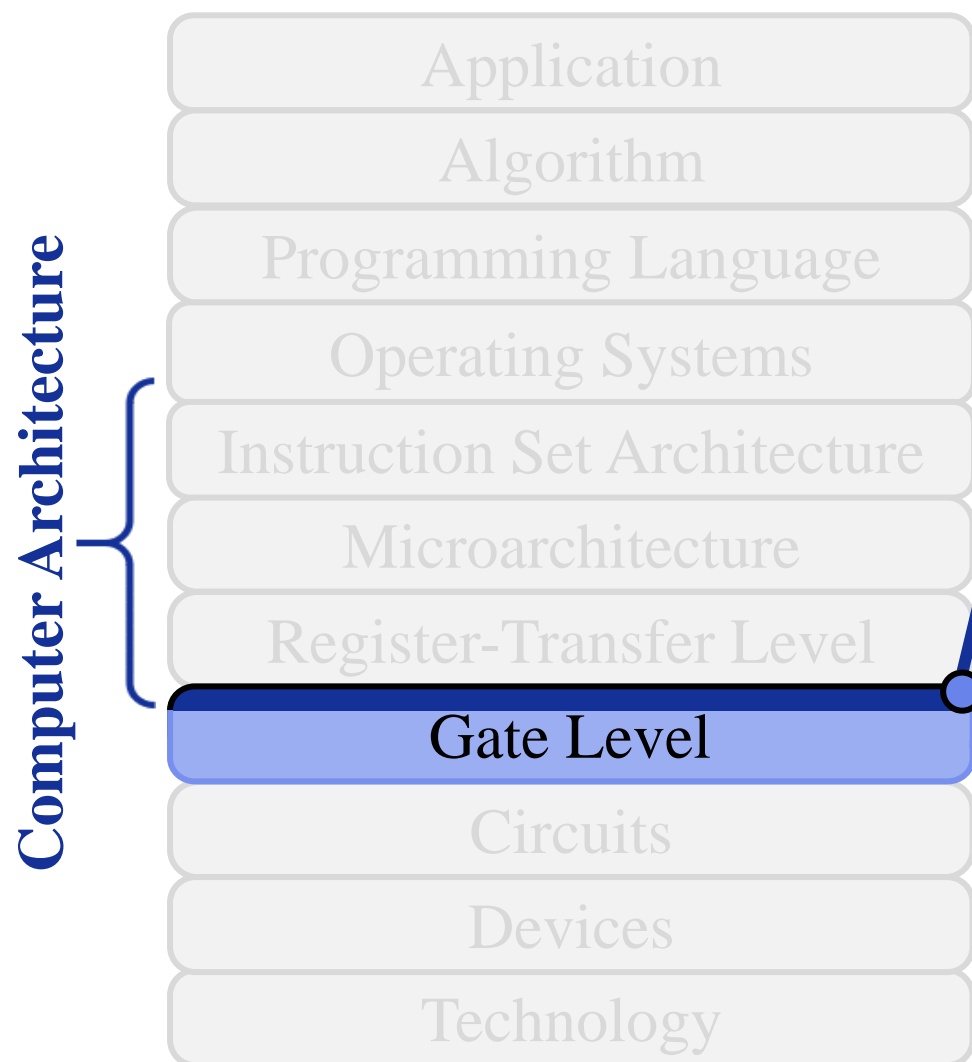 Computer Architecture
Application
Algorithm
Programming Language
Operating Systems
Instruction Set Architecture
Microarchitecture
Register-Transfer Level
Gate Level
Circuits
Devices
Technology